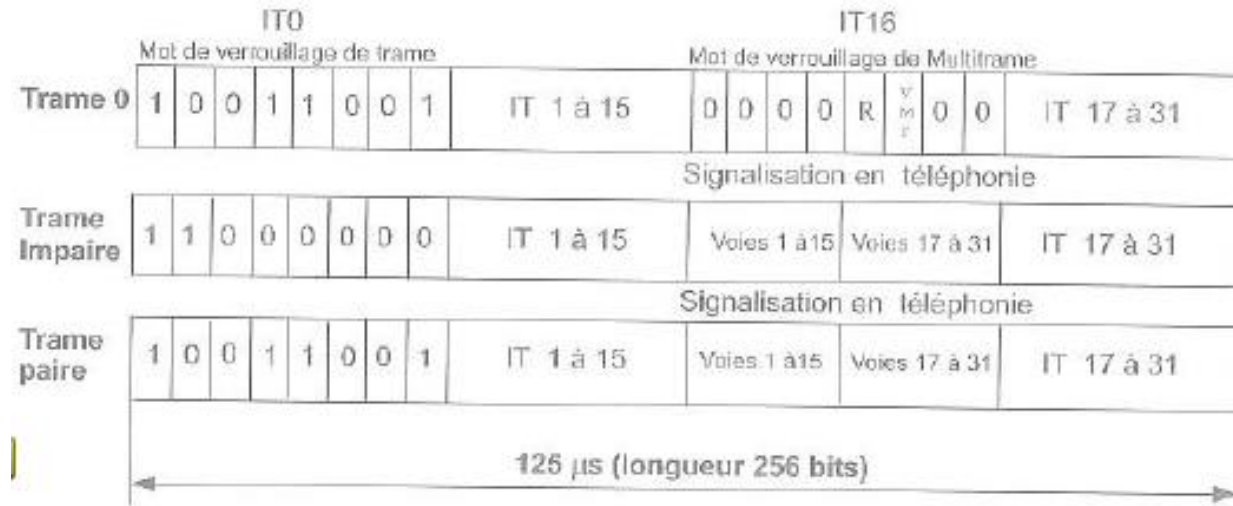 IT0 IT16
Mot de verrouillage de trame Mot de verrouillage de Multitrame
Trame 0 1 0 0 1 1 0 0 1 IT 1 à 15 0 0 0 0 R 0 0 IT 17 à 31
Signalisation en téléphonie
Trame
Impaire 1 1 0 0 0 0 0 0 IT 1 à 15 Voies 1 à15 Voies 17 à 31 IT 17 à 31
Signalisation en téléphonie
Trame
paire 1 0 0 1 1 0 0 1 IT 1 à 15 Voies 1 à15 Voies 17 à 31 IT 17 à 31
125 µs (longueur 256 bits)